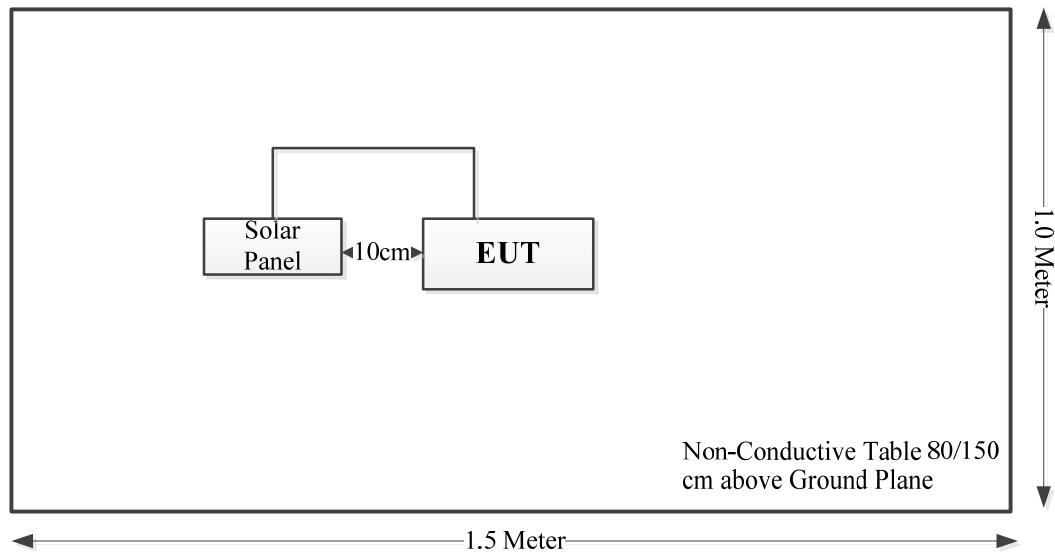 Solar
Panel
10cm
EUT
1.0 Meter
Non-Conductive Table 80/150
cm above Ground Plane
1.5 Meter